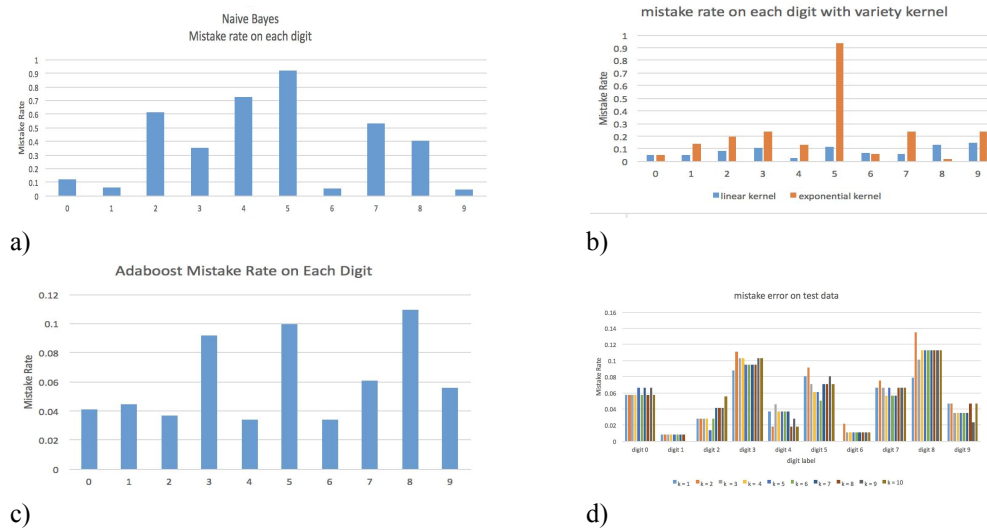 Naive Bayes
Mistake rate on each digit
Mistake Rate
1
0.9
0.8
0.7
0.6
0.5
0.4
0.3
0.2
0.1
0
0 1 2 3 4 5 6 7 8 9
a)
mistake rate on each digit with variety kernel
Mistake Rate
1
0.9
0.8
0.7
0.6
0.5
0.4
0.3
0.2
0.1
0
0 1 2 3 4 5 6 7 8 9
linear kernel exponential kernel
b)
Adaboost Mistake Rate on Each Digit
Mistake Rate
0.12
0.1
0.08
0.06
0.04
0.02
0
0 1 2 3 4 5 6 7 8 9
c)
mistake error on test data
Mistake Rate
0.16
0.14
0.12
0.1
0.08
0.06
0.04
0.02
0
digit 0 digit 1 digit 2 digit 3 digit 4 digit 5 digit 6 digit 7 digit 8 digit 9
digit label
k = 1 k = 2 k = 3 k = 4 k = 5 k = 6 k = 7 k = 8 k = 9 k = 10
d)